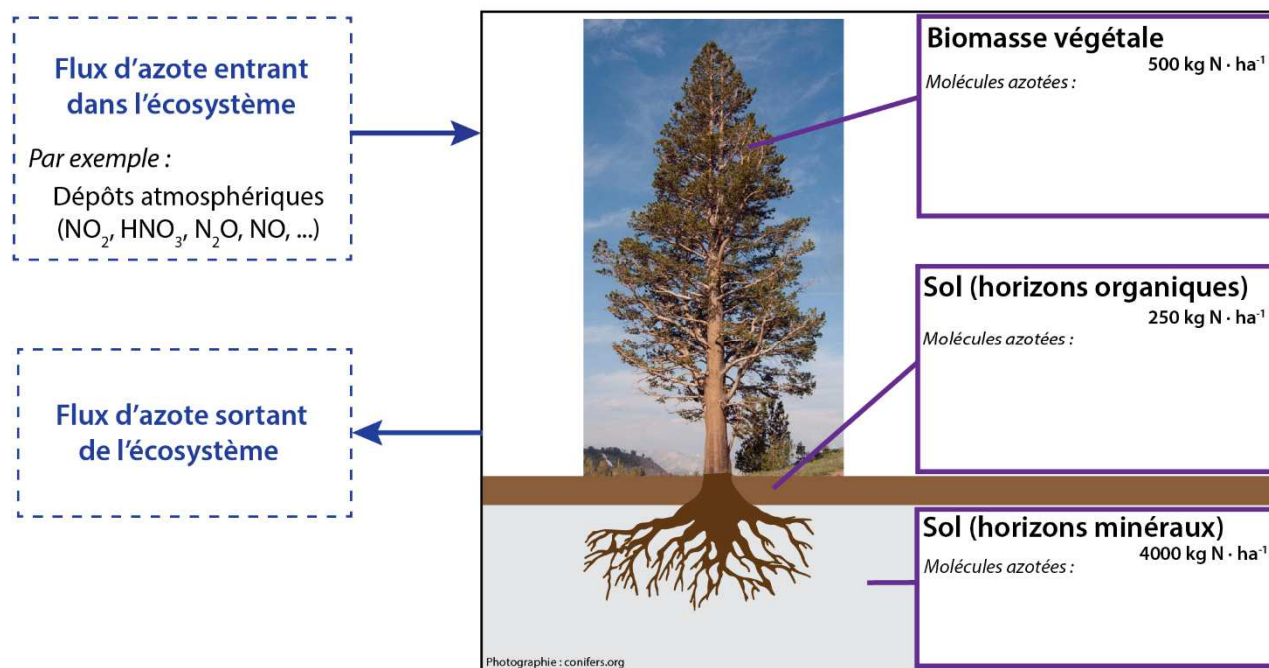 Flux d'azote entrant
dans l'écosystème
Par exemple :
Dépôts atmosphériques
(NO₂, HNO₃, N₂O, NO, ...)
Flux d'azote sortant
de l'écosystème
Biomasse végétale
500 kg N · ha⁻¹
Molécules azotées :
Sol (horizons organiques)
250 kg N · ha⁻¹
Molécules azotées :
Sol (horizons minéraux)
4000 kg N · ha⁻¹
Molécules azotées :
Photographie : conifers.org